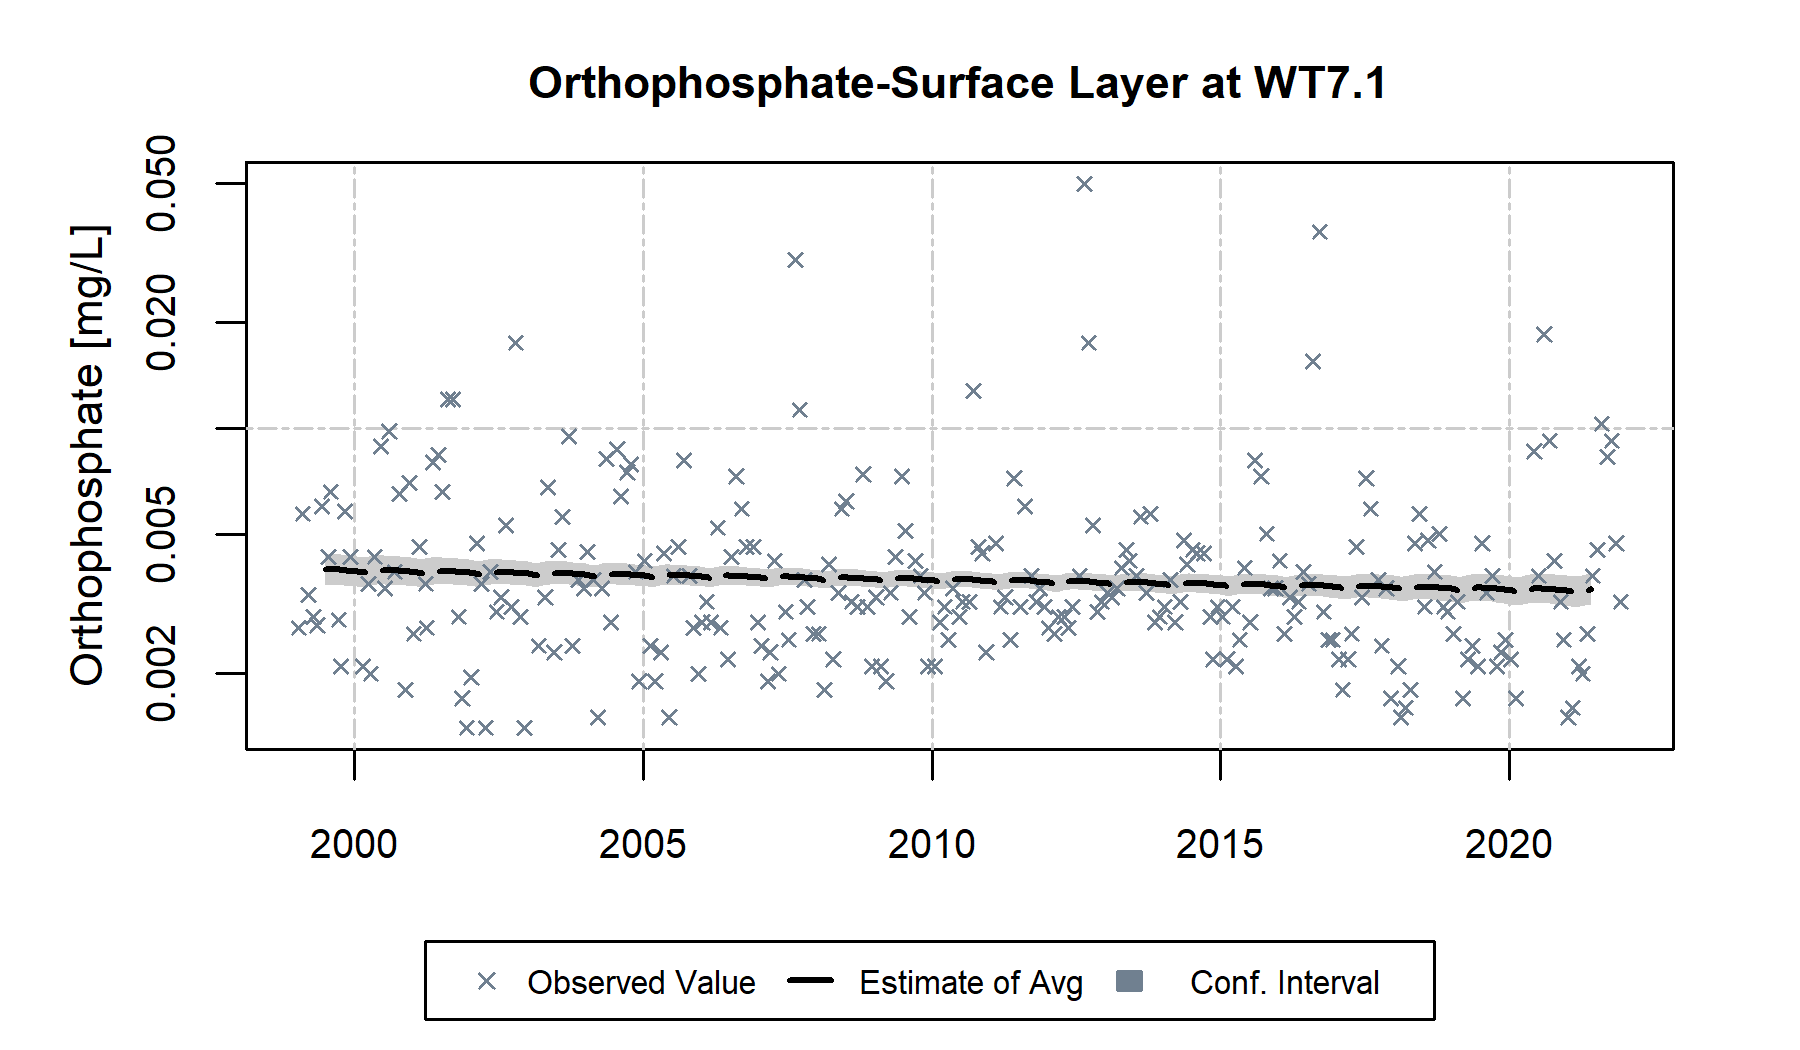 Orthophosphate-Surface Layer at WT7.1
Orthophosphate [mg/L]
0.050
0.020
0.005
0.002
2000 2005 2010 2015 2020
Observed Value Estimate of Avg Conf. Interval